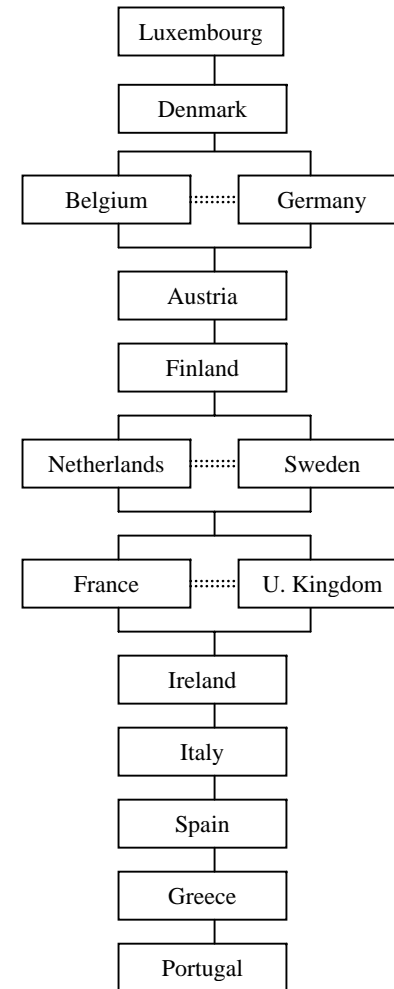 Luxembourg
Denmark
Belgium
Germany
Austria
Finland
Netherlands
Sweden
France
U. Kingdom
Ireland
Italy
Spain
Greece
Portugal